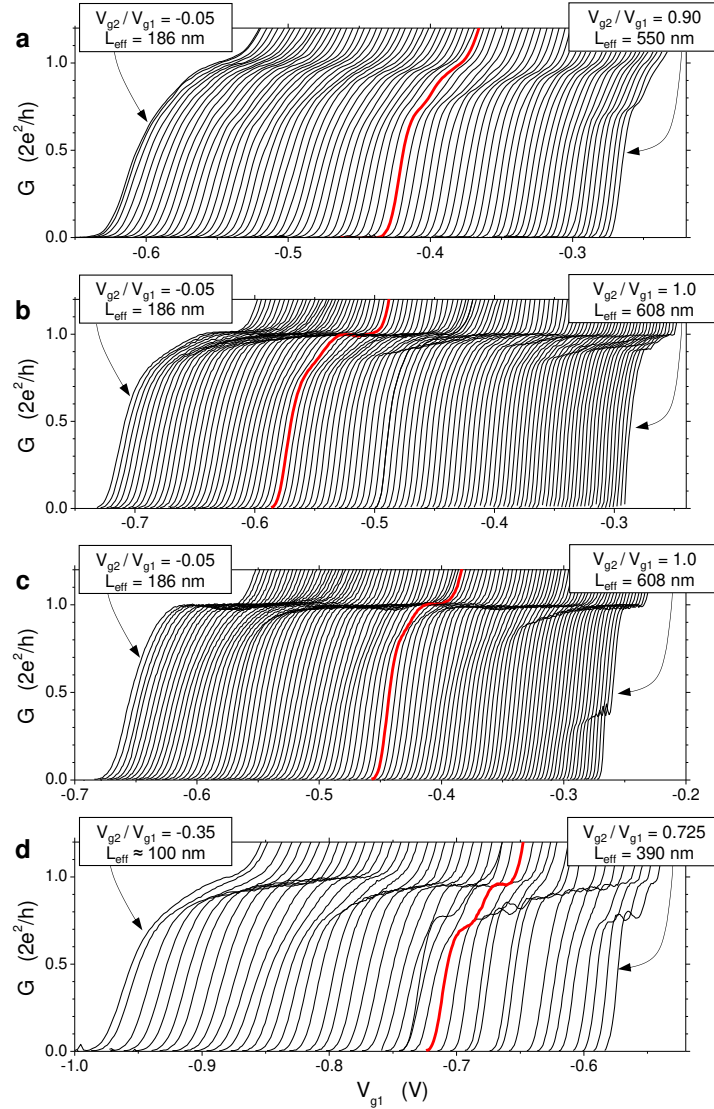 a
V_g2 / V_g1 = -0.05
L_eff = 186 nm
V_g2 / V_g1 = 0.90
L_eff = 550 nm
G (2e²/h)
1.0
0.5
0.0
-0.6 -0.5 -0.4 -0.3
b
V_g2 / V_g1 = -0.05
L_eff = 186 nm
V_g2 / V_g1 = 1.0
L_eff = 608 nm
G (2e²/h)
1.0
0.5
0.0
-0.7 -0.6 -0.5 -0.4 -0.3
c
V_g2 / V_g1 = -0.05
L_eff = 186 nm
V_g2 / V_g1 = 1.0
L_eff = 608 nm
G (2e²/h)
1.0
0.5
0.0
-0.7 -0.6 -0.5 -0.4 -0.3 -0.2
d
V_g2 / V_g1 = -0.35
L_eff ≈ 100 nm
V_g2 / V_g1 = 0.725
L_eff = 390 nm
G (2e²/h)
1.0
0.5
0.0
-1.0 -0.9 -0.8 -0.7 -0.6
V_g1 (V)